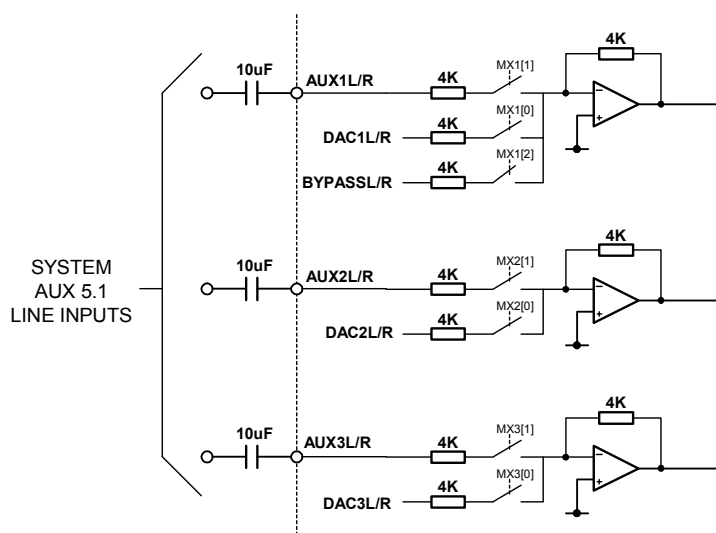 4K
10uF
AUX1L/R
MX1[1]
4K
DAC1L/R
MX1[0]
4K
BYPASSL/R
MX1[2]
4K
4K
10uF
AUX2L/R
MX2[1]
4K
DAC2L/R
MX2[0]
4K
SYSTEM
AUX 5.1
LINE INPUTS
4K
10uF
AUX3L/R
MX3[1]
4K
DAC3L/R
MX3[0]
4K